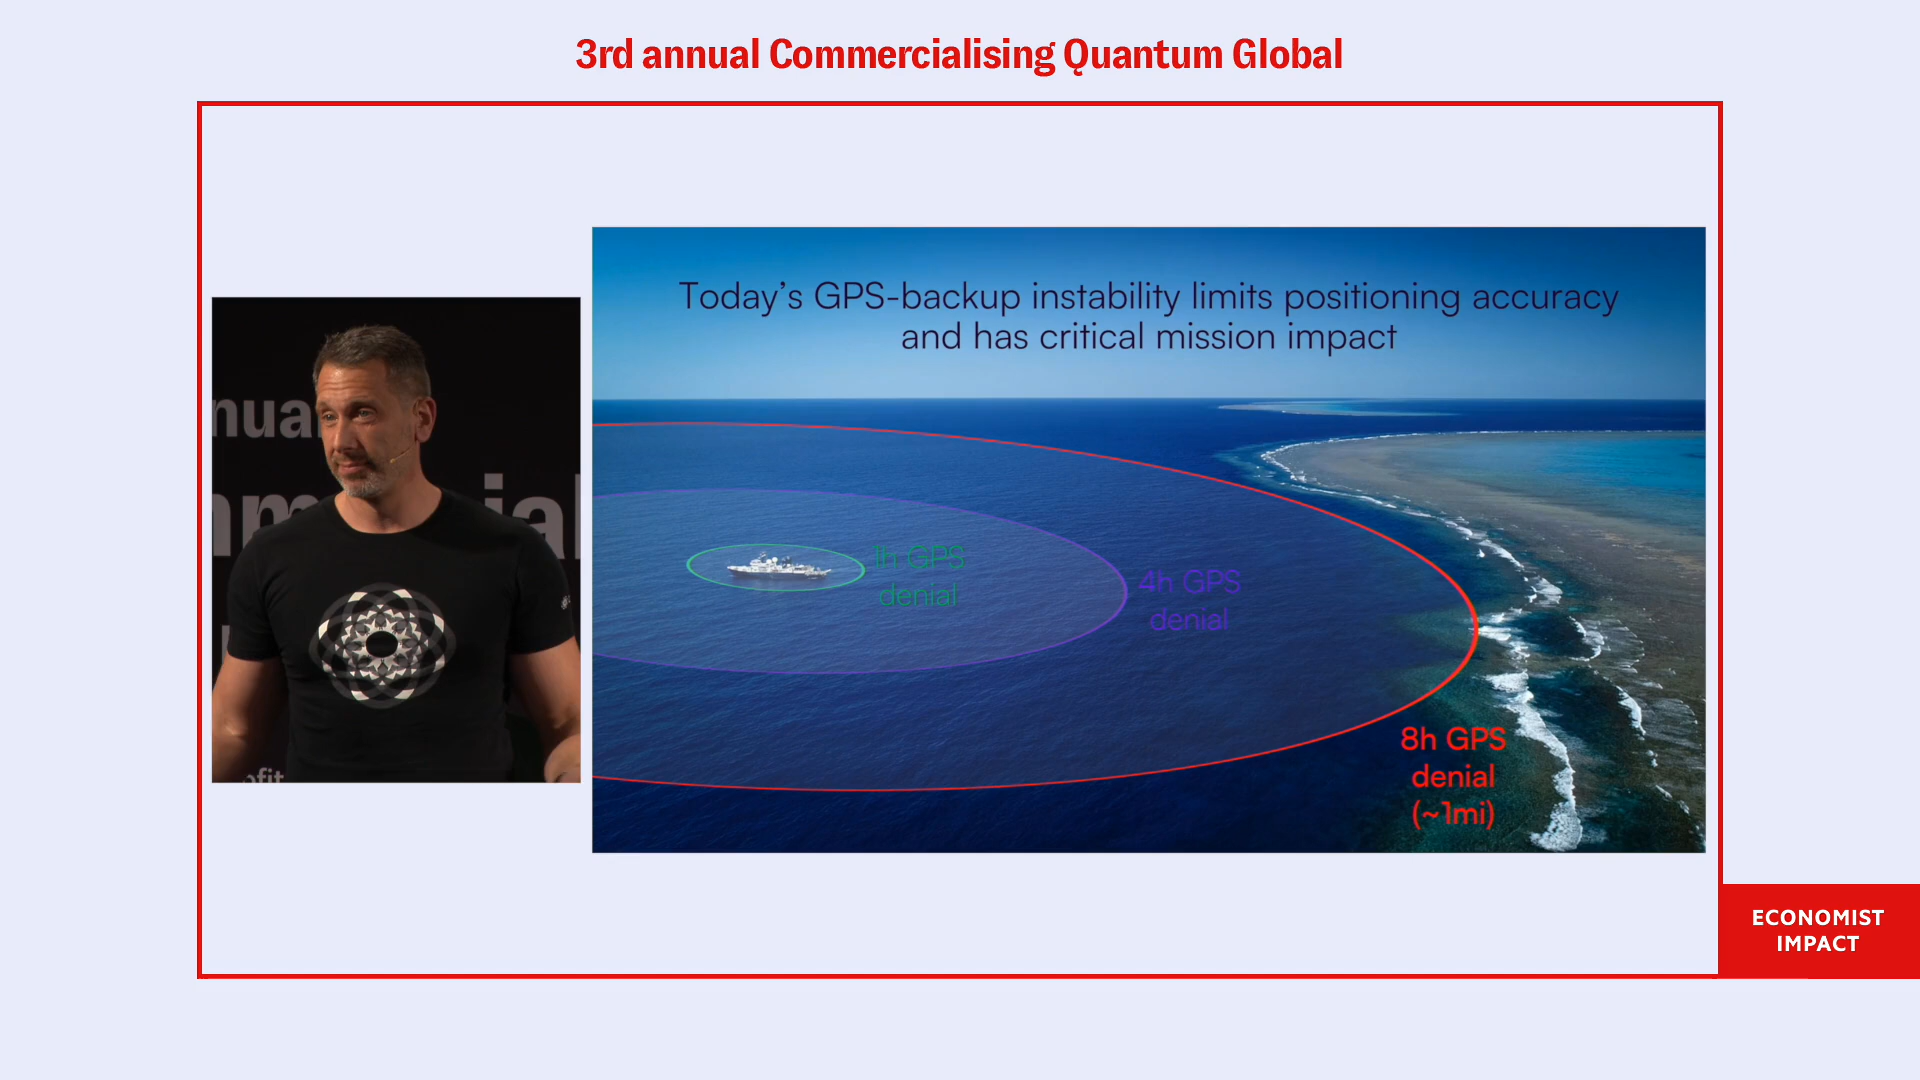 3rd annual Commercialising Quantum Global
Today's GPS-backup instability limits positioning accuracy
and has critical mission impact
1h GPS
denial
4h GPS
denial
8h GPS
denial
(~1mi)
ECONOMIST
IMPACT